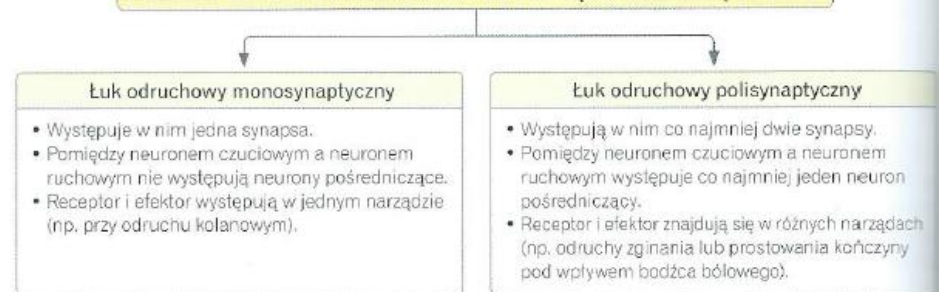 Łuk odruchowy monosynaptyczny
• Występuje w nim jedna synapsa.
• Pomiędzy neuronem czuciowym a neuronem
ruchowym nie występują neurony pośredniczące.
• Receptor i efektor występują w jednym narządzie
(np. przy odruchu kolanowym).
Łuk odruchowy polisynaptyczny
• Występują w nim co najmniej dwie synapsy.
• Pomiędzy neuronem czuciowym a neuronem
ruchowym występuje co najmniej jeden neuron
pośredniczący.
• Receptor i efektor znajdują się w różnych narządach
(np. odruchy zginania lub prostowania kończyny
pod wpływem bodźca bólowego).